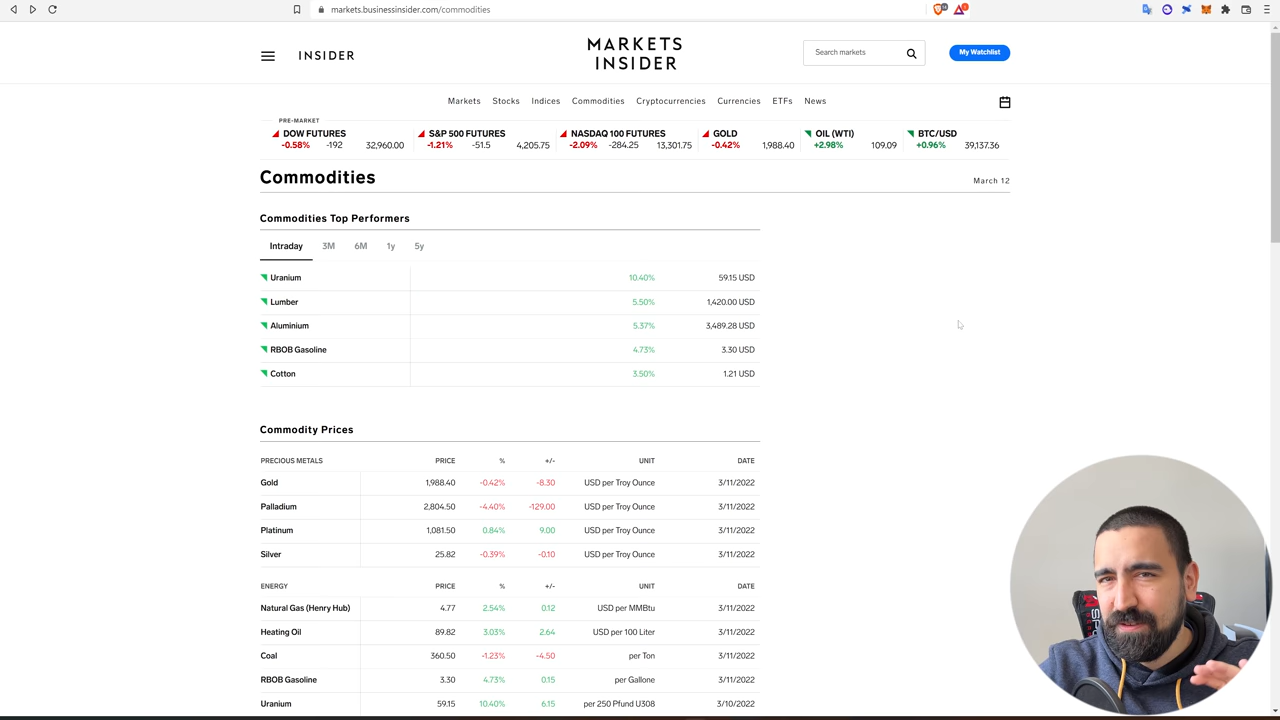 markets.businessinsider.com/commodities
INSIDER
MARKETS
INSIDER
Search markets
My Watchlist
Markets Stocks Indices Commodities Cryptocurrencies Currencies ETFs News
PRE-MARKET
DOW FUTURES S&P 500 FUTURES NASDAQ 100 FUTURES GOLD OIL (WTI) BTC/USD
-0.58% -192 32,960.00 -1.21% -51.5 4,205.75 -2.09% -284.25 13,301.75 -0.42% 1,988.40 +2.98% 109.09 +0.96% 39,137.36
Commodities March 12
Commodities Top Performers
Intraday 3M 6M 1y 5y
Uranium 10.40% 59.15 USD
Lumber 5.50% 1,420.00 USD
Aluminium 5.37% 3,489.28 USD
RBOB Gasoline 4.73% 3.30 USD
Cotton 3.50% 1.21 USD
Commodity Prices
PRECIOUS METALS PRICE % +/- UNIT DATE
Gold 1,988.40 -0.42% -8.30 USD per Troy Ounce 3/11/2022
Palladium 2,804.50 -4.40% -129.00 USD per Troy Ounce 3/11/2022
Platinum 1,081.50 0.84% 9.00 USD per Troy Ounce 3/11/2022
Silver 25.82 -0.39% -0.10 USD per Troy Ounce 3/11/2022
ENERGY PRICE % +/- UNIT DATE
Natural Gas (Henry Hub) 4.77 2.54% 0.12 USD per MMBtu 3/11/2022
Heating Oil 89.82 3.03% 2.64 USD per 100 Liter 3/11/2022
Coal 360.50 -1.23% -4.50 per Ton 3/11/2022
RBOB Gasoline 3.30 4.73% 0.15 per Gallone 3/11/2022
Uranium 59.15 10.40% 6.15 per 250 Pfund U308 3/10/2022